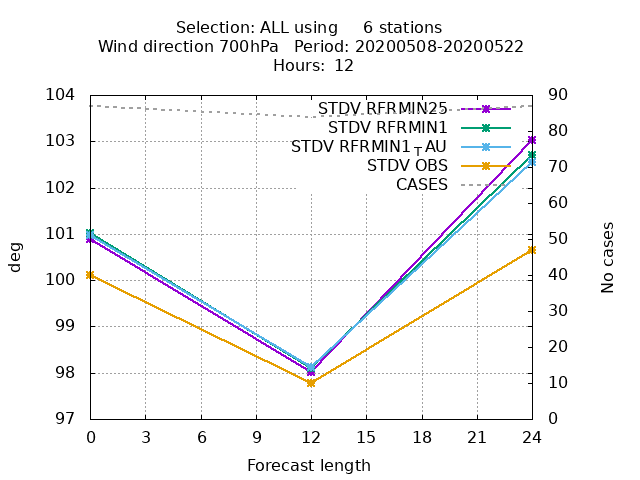 Selection: ALL using     6 stations
Wind direction 700hPa   Period: 20200508-20200522
Hours:  12
104
103
102
101
100
99
98
97
90
80
70
60
50
40
30
20
10
0
STDV RFRMIN25
STDV RFRMIN1
STDV RFRMIN1_TAU
STDV OBS
CASES
deg
No cases
0 3 6 9 12 15 18 21 24
Forecast length